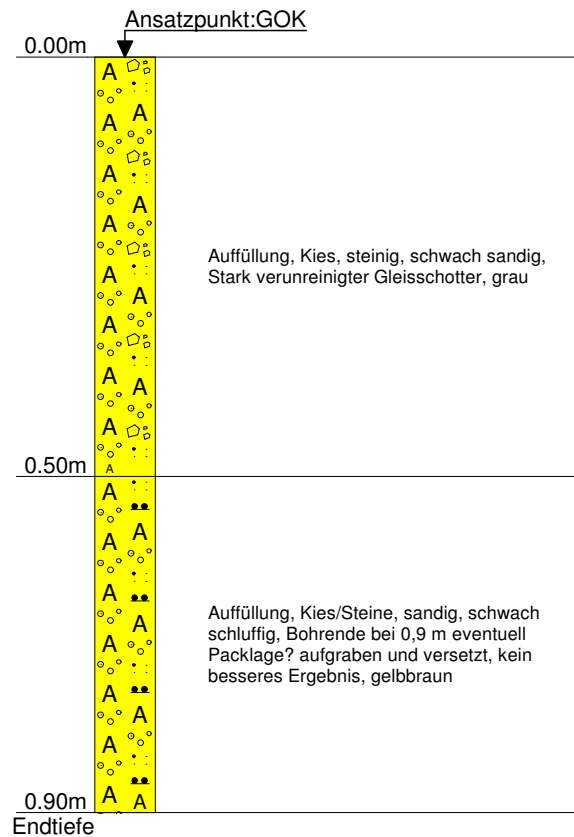 Ansatzpunkt:GOK
0.00m
Auffüllung, Kies, steinig, schwach sandig,
Stark verunreinigter Gleisschotter, grau
0.50m
Auffüllung, Kies/Steine, sandig, schwach
schluffig, Bohrende bei 0,9 m eventuell
Packlage? aufgraben und versetzt, kein
besseres Ergebnis, gelbbraun
0.90m
Endtiefe